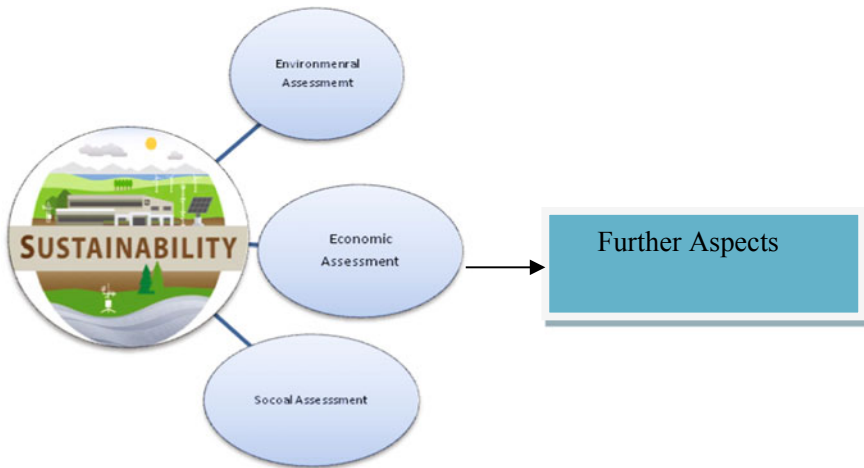 Environmenral
Assessmemt
SUSTAINABILITY
Economic
Assessment
Further Aspects
Socoal Assesssment